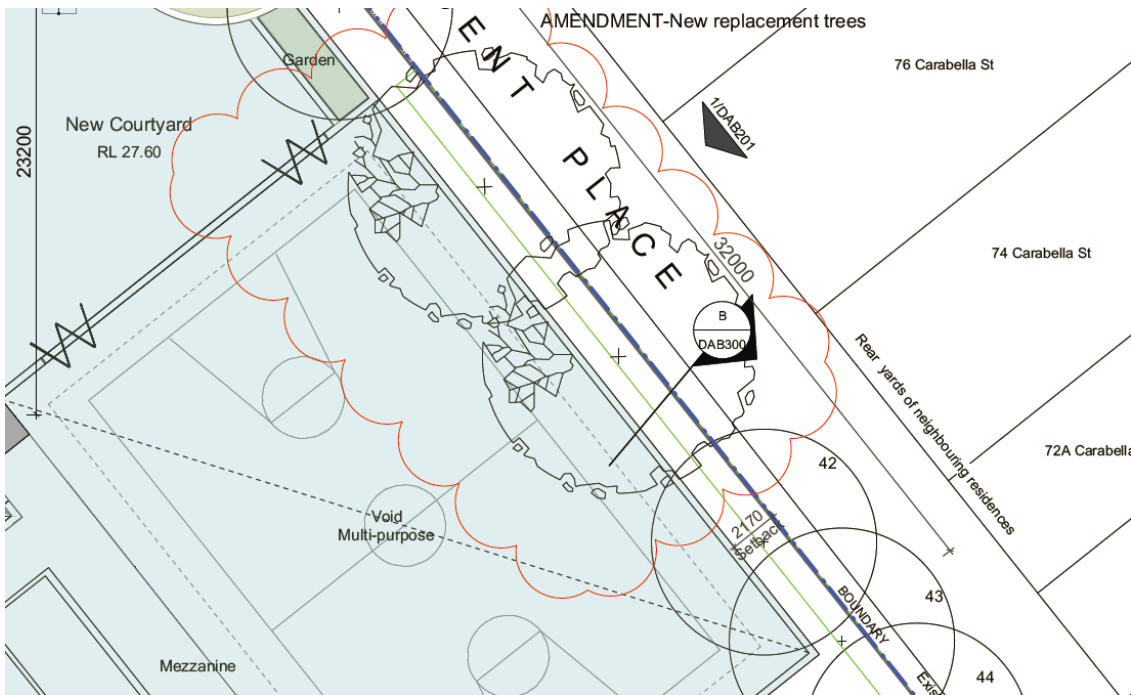 AMENDMENT-New replacement trees
ENT PLACE
Garden
76 Carabella St
1/DAB201
New Courtyard
RL 27.60
23200
32000
74 Carabella St
B
DAB300
Rear yards of neighbouring residences
72A Carabella
42
2170
Setback
Void
Multi-purpose
43
BOUNDARY
Mezzanine
44
Exis